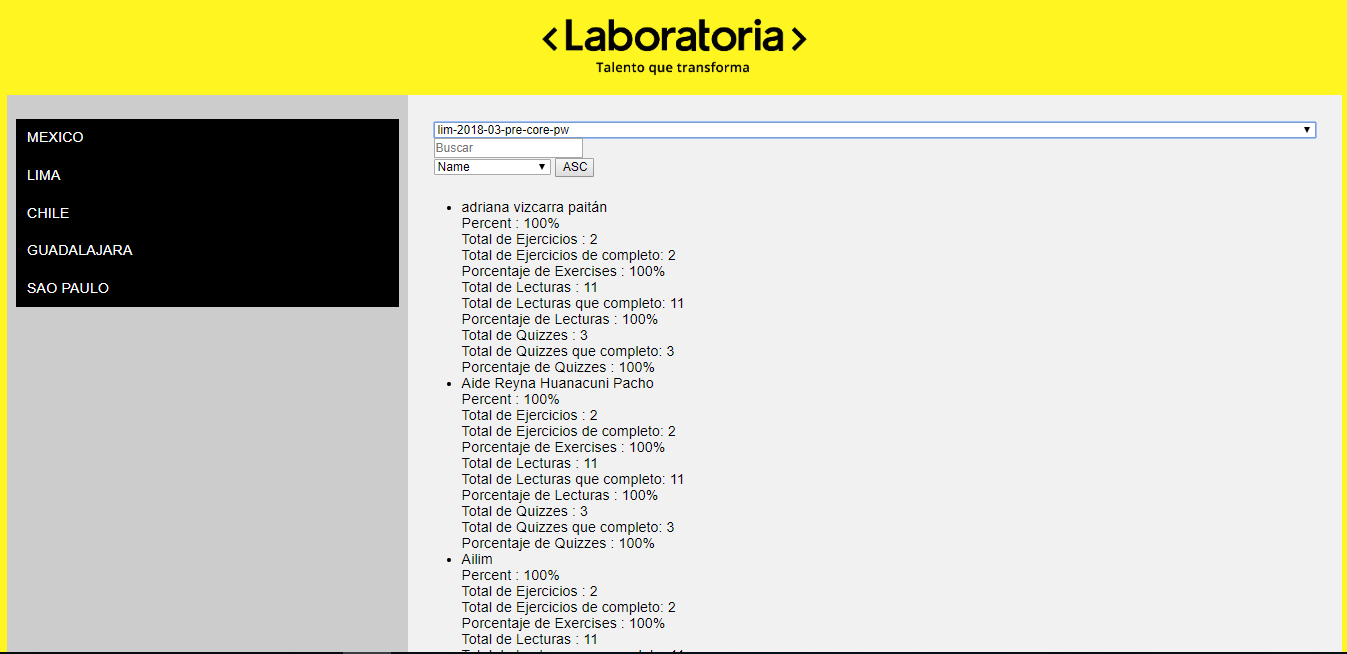 <Laboratoria>
Talento que transforma
MEXICO
LIMA
CHILE
GUADALAJARA
SAO PAULO
lim-2018-03-pre-core-pw
Buscar
Name ASC
adriana vizcarra paitán
Percent : 100%
Total de Ejercicios : 2
Total de Ejercicios de completo: 2
Porcentaje de Exercises : 100%
Total de Lecturas : 11
Total de Lecturas que completo: 11
Porcentaje de Lecturas : 100%
Total de Quizzes : 3
Total de Quizzes que completo: 3
Porcentaje de Quizzes : 100%
Aide Reyna Huanacuni Pacho
Percent : 100%
Total de Ejercicios : 2
Total de Ejercicios de completo: 2
Porcentaje de Exercises : 100%
Total de Lecturas : 11
Total de Lecturas que completo: 11
Porcentaje de Lecturas : 100%
Total de Quizzes : 3
Total de Quizzes que completo: 3
Porcentaje de Quizzes : 100%
Ailim
Percent : 100%
Total de Ejercicios : 2
Total de Ejercicios de completo: 2
Porcentaje de Exercises : 100%
Total de Lecturas : 11